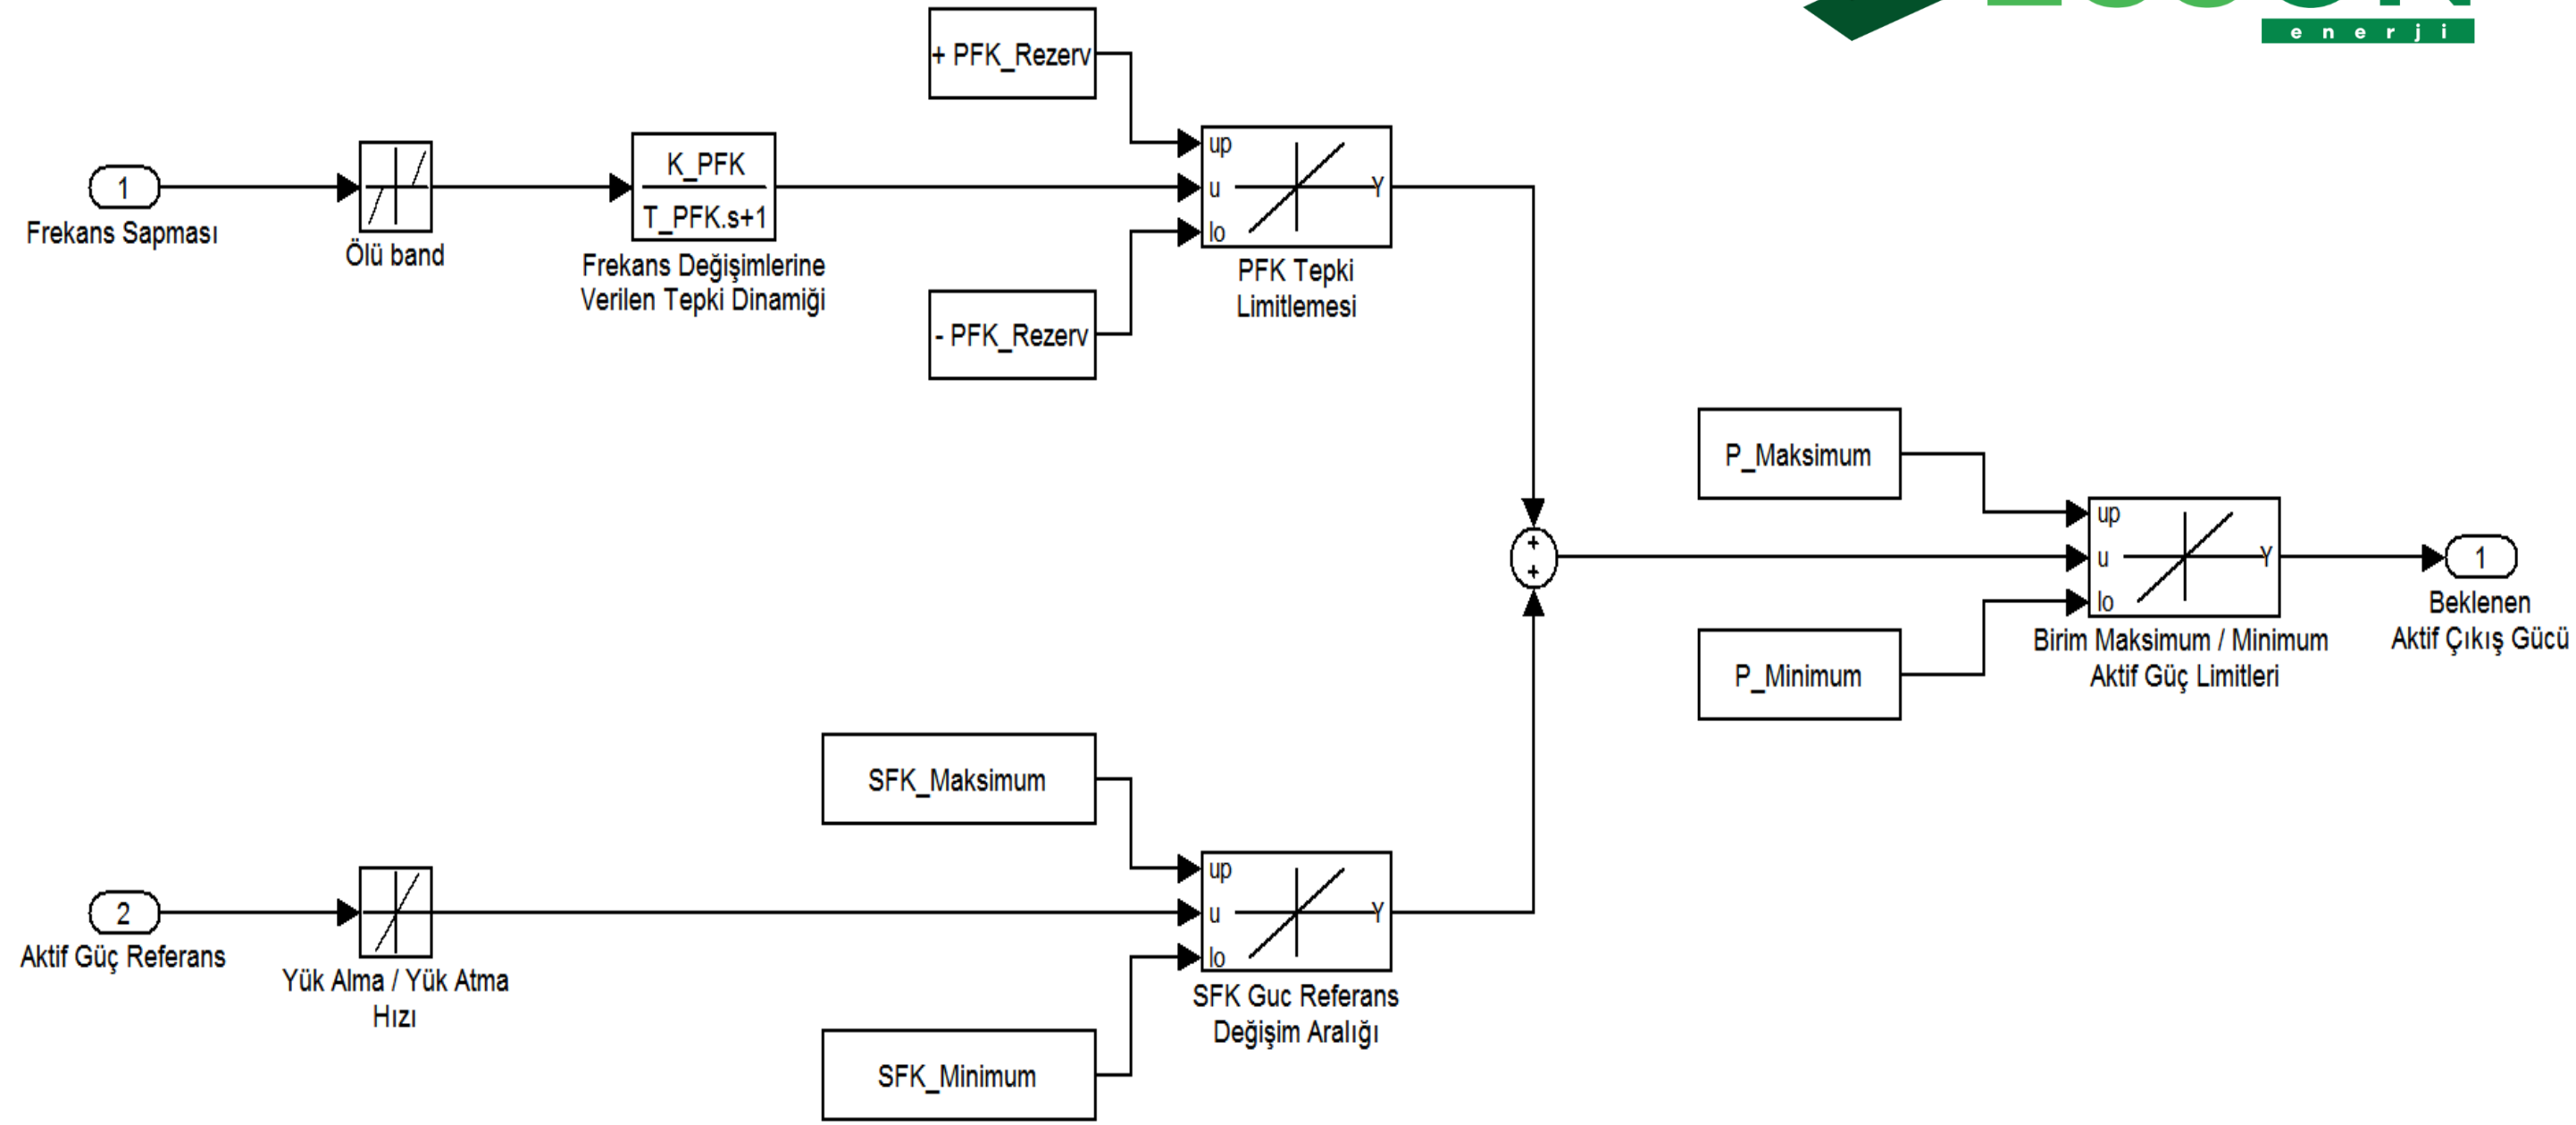 enerji
+ PFK_Rezerv
up
u
lo
Y
1
Frekans Sapması
Ölü band
K_PFK
T_PFK.s+1
Frekans Değişimlerine
Verilen Tepki Dinamiği
PFK Tepki
Limitlemesi
- PFK_Rezerv
P_Maksimum
+
+
up
u
lo
Y
1
Beklenen
Aktif Çıkış Gücü
Birim Maksimum / Minimum
Aktif Güç Limitleri
P_Minimum
SFK_Maksimum
up
u
lo
Y
2
Aktif Güç Referans
Yük Alma / Yük Atma
Hızı
SFK Guc Referans
Değişim Aralığı
SFK_Minimum